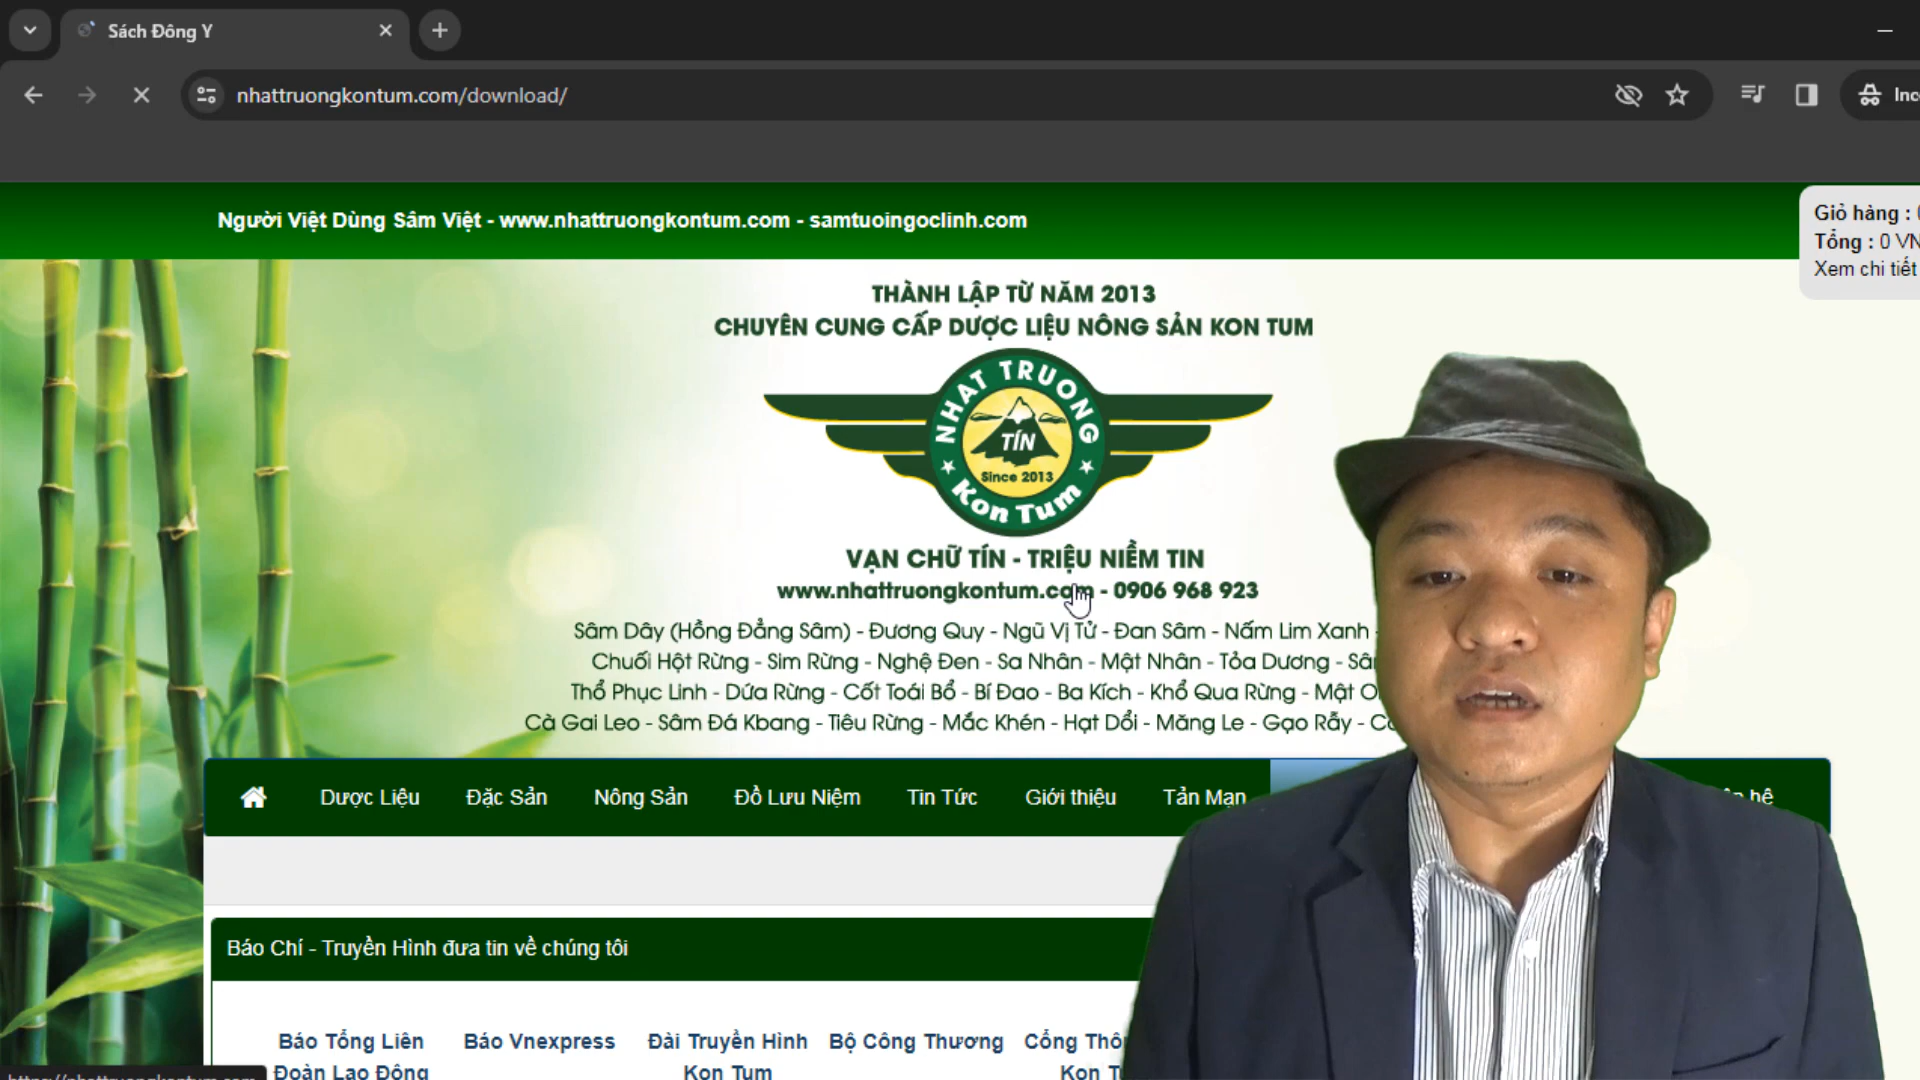 Sách Đông Y
nhattruongkontum.com/download/
Người Việt Dùng Sâm Việt - www.nhattruongkontum.com - samtuoingoclinh.com
Giỏ hàng :
Tổng : 0 VN
Xem chi tiết
THÀNH LẬP TỪ NĂM 2013
CHUYÊN CUNG CẤP DƯỢC LIỆU NÔNG SẢN KON TUM
NHAT TRUONG
TÍN
Since 2013
Kon Tum
VẠN CHỮ TÍN - TRIỆU NIỀM TIN
www.nhattruongkontum.com - 0906 968 923
Sâm Dây (Hồng Đẳng Sâm) - Đương Quy - Ngũ Vị Tử - Đan Sâm - Nấm Lim Xanh -
Chuối Hột Rừng - Sim Rừng - Nghệ Đen - Sa Nhân - Mật Nhân - Tỏa Dương -
Thổ Phục Linh - Dứa Rừng - Cốt Toái Bổ - Bí Đao - Ba Kích - Khổ Qua Rừng - Mật
Cà Gai Leo - Sâm Đá Kbang - Tiêu Rừng - Mắc Khén - Hạt Dổi - Măng Le - Gạo Rẫy -
Dược Liệu Đặc Sản Nông Sản Đồ Lưu Niệm Tin Tức Giới thiệu Tản Mạn hệ
Báo Chí - Truyền Hình đưa tin về chúng tôi
Báo Tổng Liên Báo Vnexpress Đài Truyền Hình Bộ Công Thương Cổng
Đoàn Lao Động Kon Tum Kon